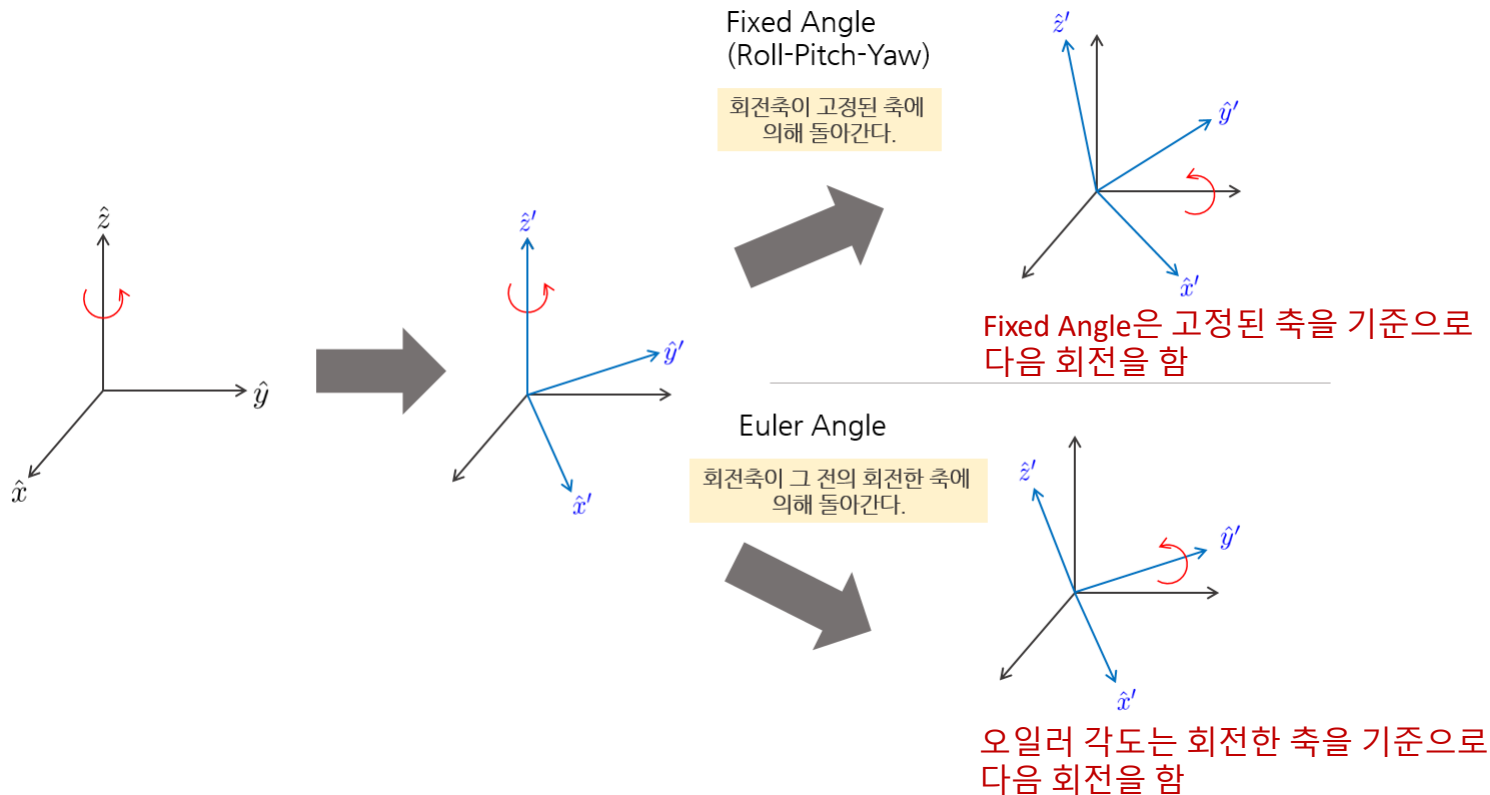 Fixed Angle
(Roll-Pitch-Yaw)
회전축이 고정된 축에
의해 돌아간다.
ẑ′
ŷ′
x̂′
Fixed Angle은 고정된 축을 기준으로
다음 회전을 함
ẑ
ŷ
x̂
ẑ′
ŷ′
x̂′
Euler Angle
회전축이 그 전의 회전한 축에
의해 돌아간다.
ẑ′
ŷ′
x̂′
오일러 각도는 회전한 축을 기준으로
다음 회전을 함